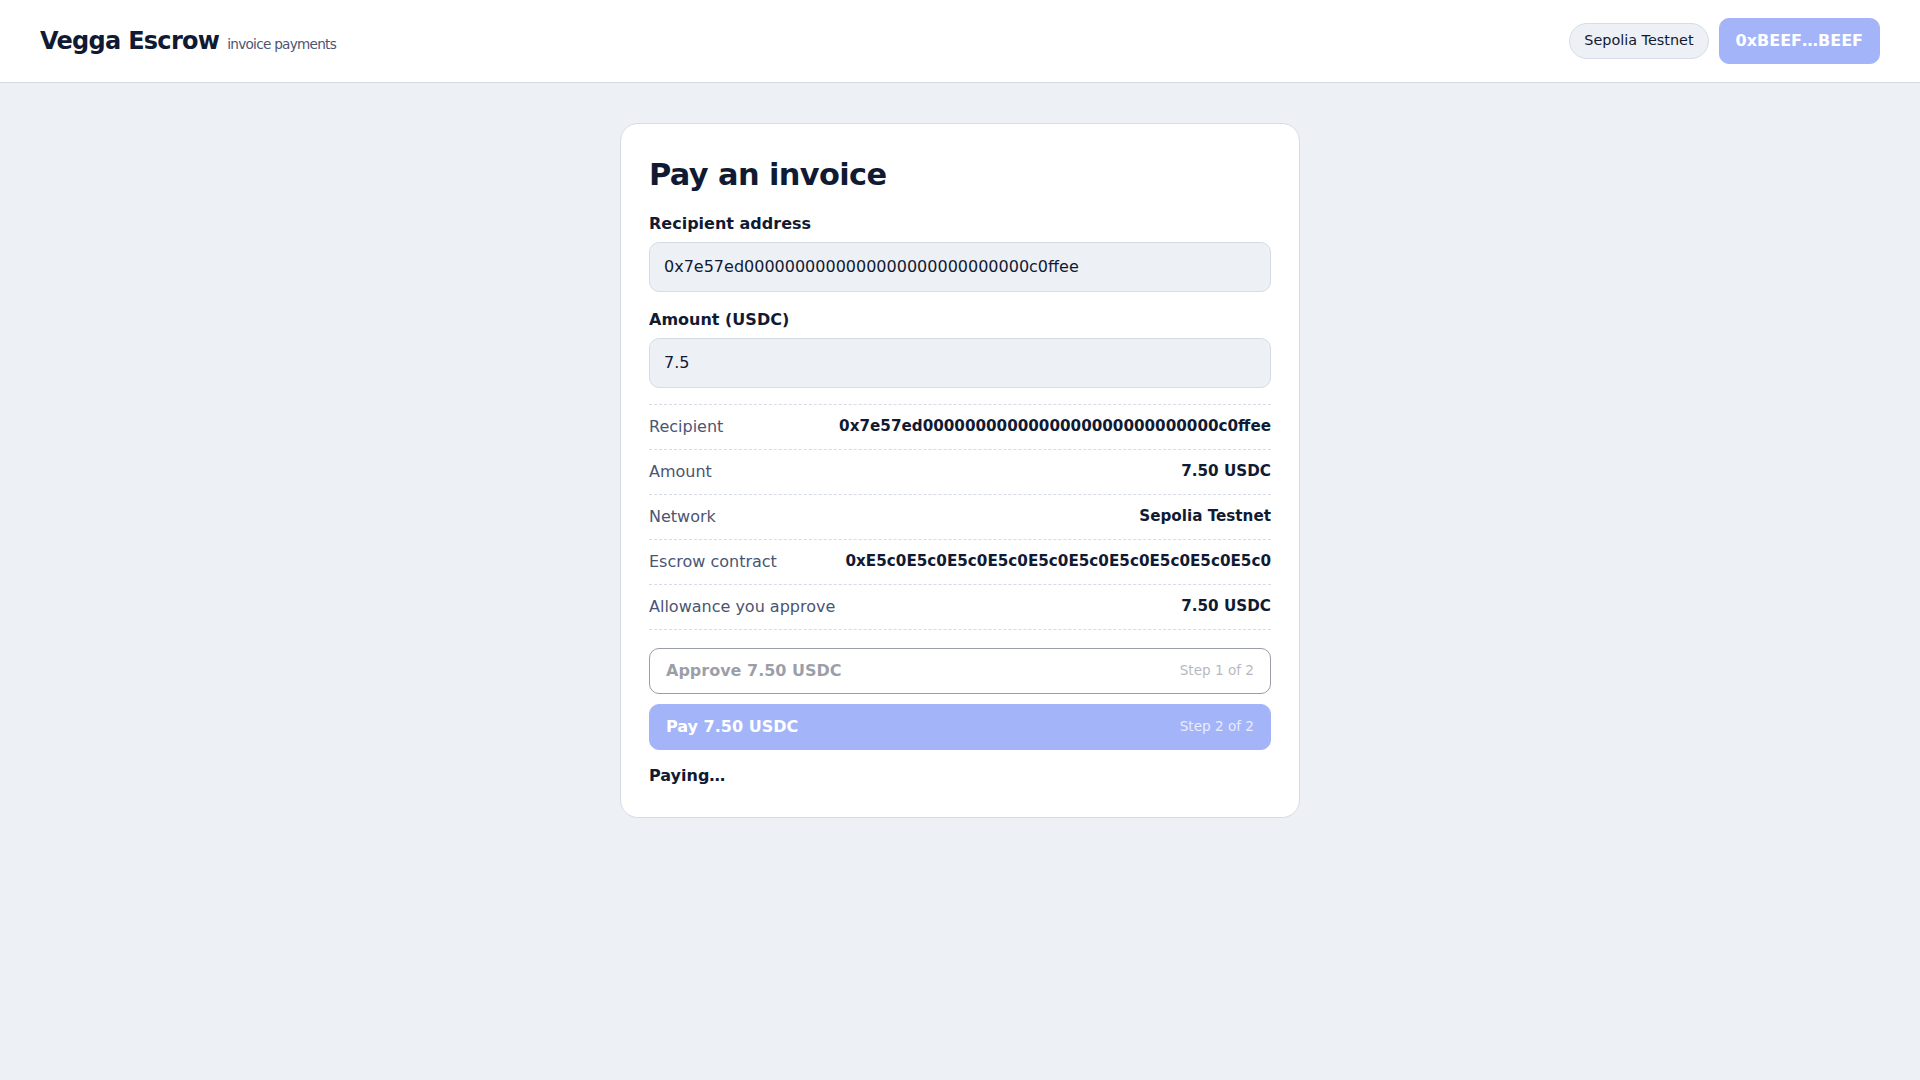 Vegga Escrow invoice payments
Sepolia Testnet
0xBEEF…BEEF
Pay an invoice
Recipient address
0x7e57ed0000000000000000000000000000c0ffee
Amount (USDC)
7.5
Recipient 0x7e57ed0000000000000000000000000000c0ffee
Amount 7.50 USDC
Network Sepolia Testnet
Escrow contract 0xE5c0E5c0E5c0E5c0E5c0E5c0E5c0E5c0E5c0E5c0
Allowance you approve 7.50 USDC
Approve 7.50 USDC Step 1 of 2
Pay 7.50 USDC Step 2 of 2
Paying…